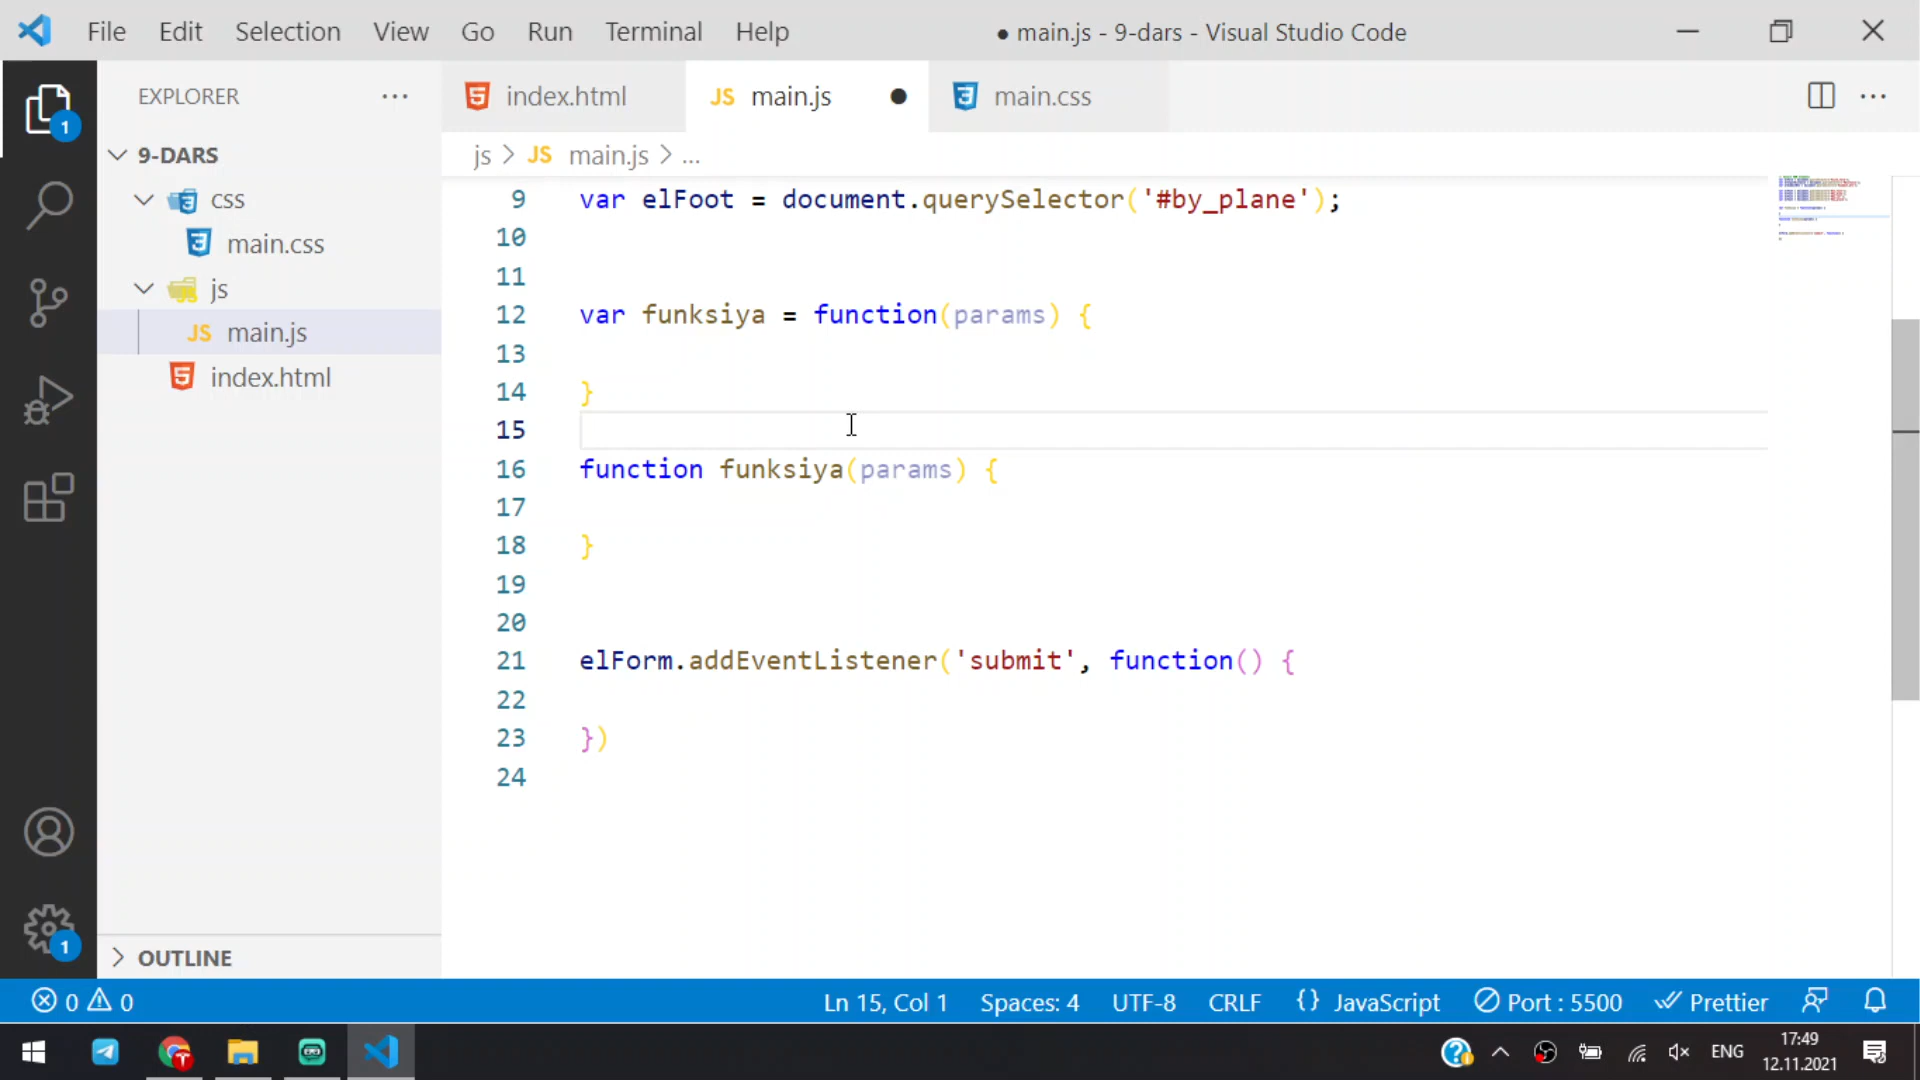 File Edit Selection View Go Run Terminal Help
● main.js - 9-dars - Visual Studio Code
EXPLORER
index.html
JS main.js
main.css
js > JS main.js > ...
9-DARS
css
main.css
js
JS main.js
index.html
OUTLINE
9 var elFoot = document.querySelector('#by_plane');
10
11
12 var funksiya = function(params) {
13
14 }
15
16 function funksiya(params) {
17
18 }
19
20
21 elForm.addEventListener('submit', function() {
22
23 })
24
1
1
0 0
Ln 15, Col 1 Spaces: 4 UTF-8 CRLF {} JavaScript Port : 5500 Prettier
ENG
17:49
12.11.2021